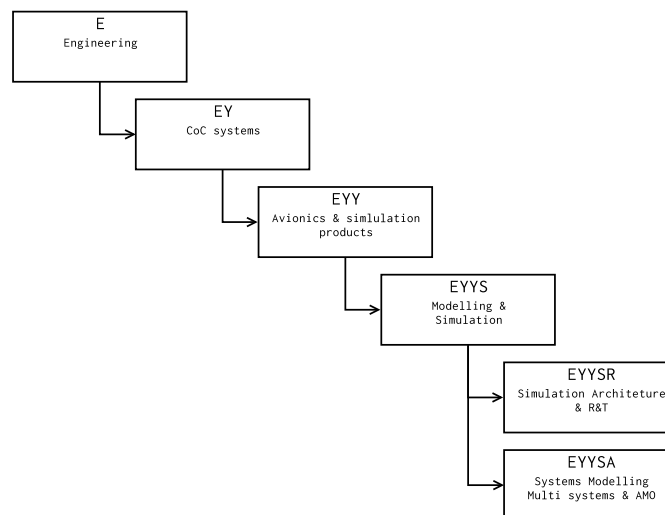 E
Engineering
EY
CoC systems
EYY
Avionics & simlulation
products
EYYS
Modelling &
Simulation
EYYSR
Simulation Architeture
& R&T
EYYSA
Systems Modelling
Multi systems & AMO